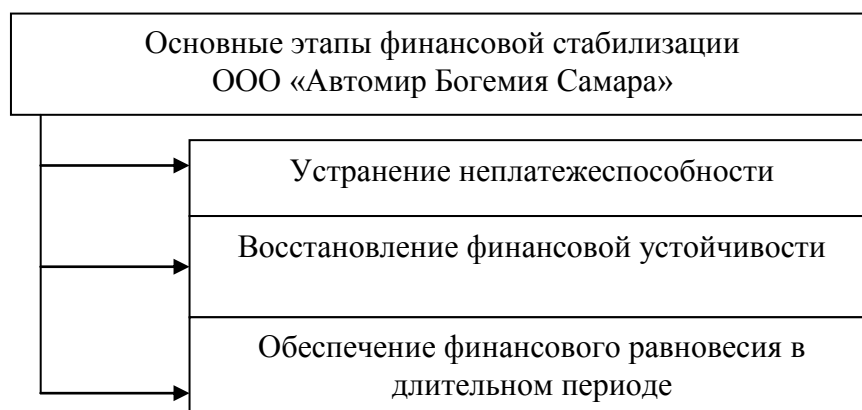 Основные этапы финансовой стабилизации
ООО «Автомир Богемия Самара»
Устранение неплатежеспособности
Восстановление финансовой устойчивости
Обеспечение финансового равновесия в
длительном периоде